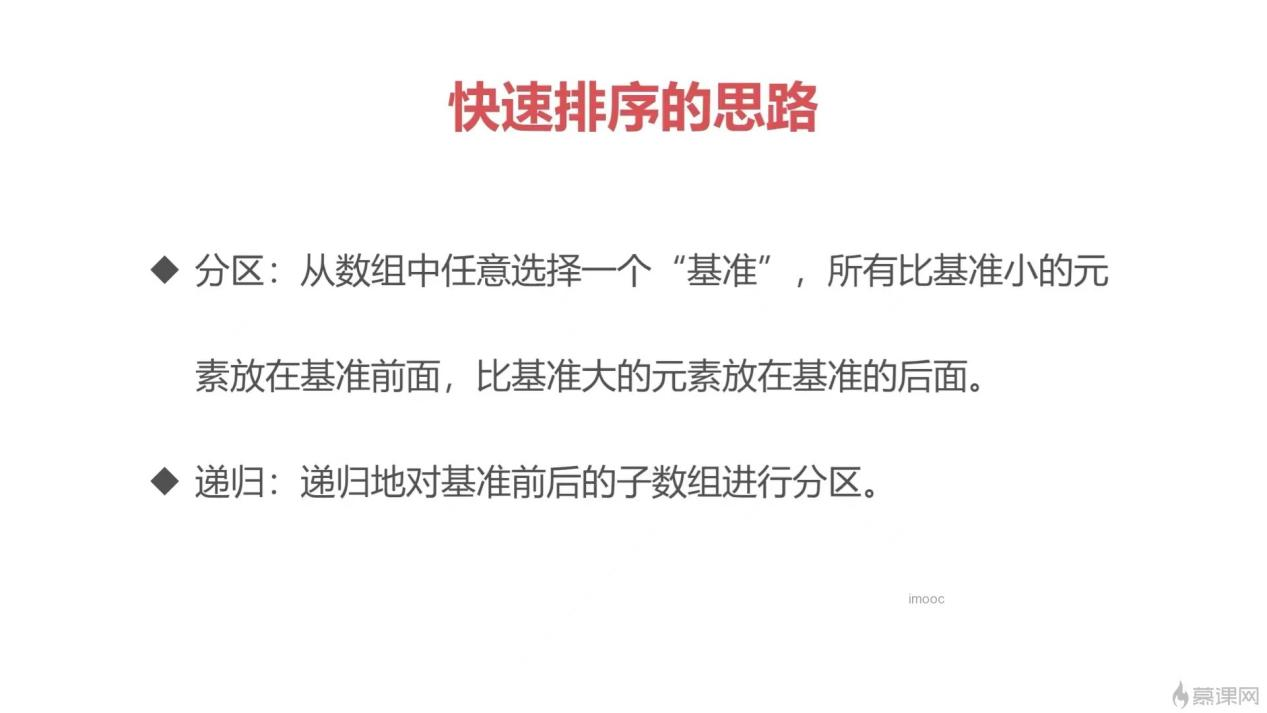 快速排序的思路
◆ 分区：从数组中任意选择一个“基准”，所有比基准小的元
素放在基准前面，比基准大的元素放在基准的后面。
◆ 递归：递归地对基准前后的子数组进行分区。
imooc
慕课网